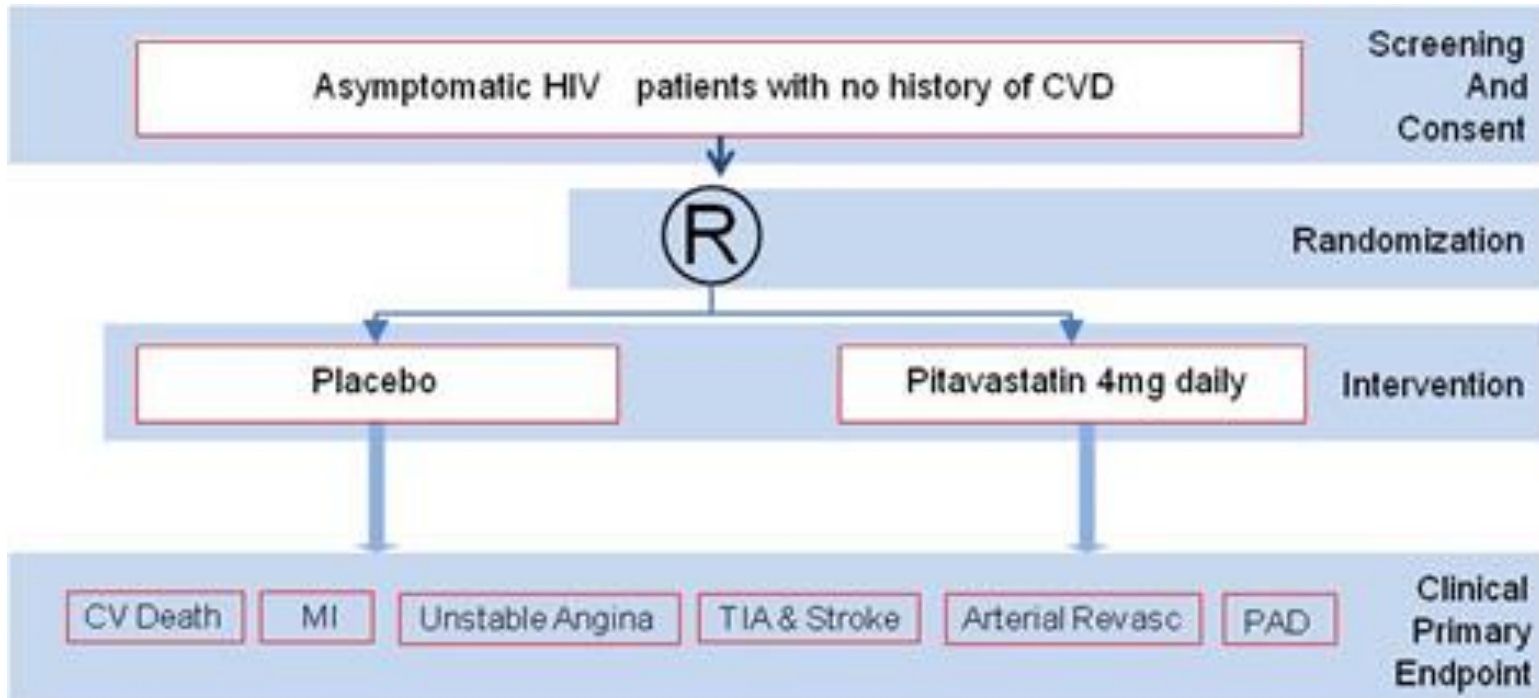 Asymptomatic HIV patients with no history of CVD
Screening
And
Consent
R
Randomization
Placebo
Pitavastatin 4mg daily
Intervention
CV Death
MI
Unstable Angina
TIA & Stroke
Arterial Revasc
PAD
Clinical
Primary
Endpoint